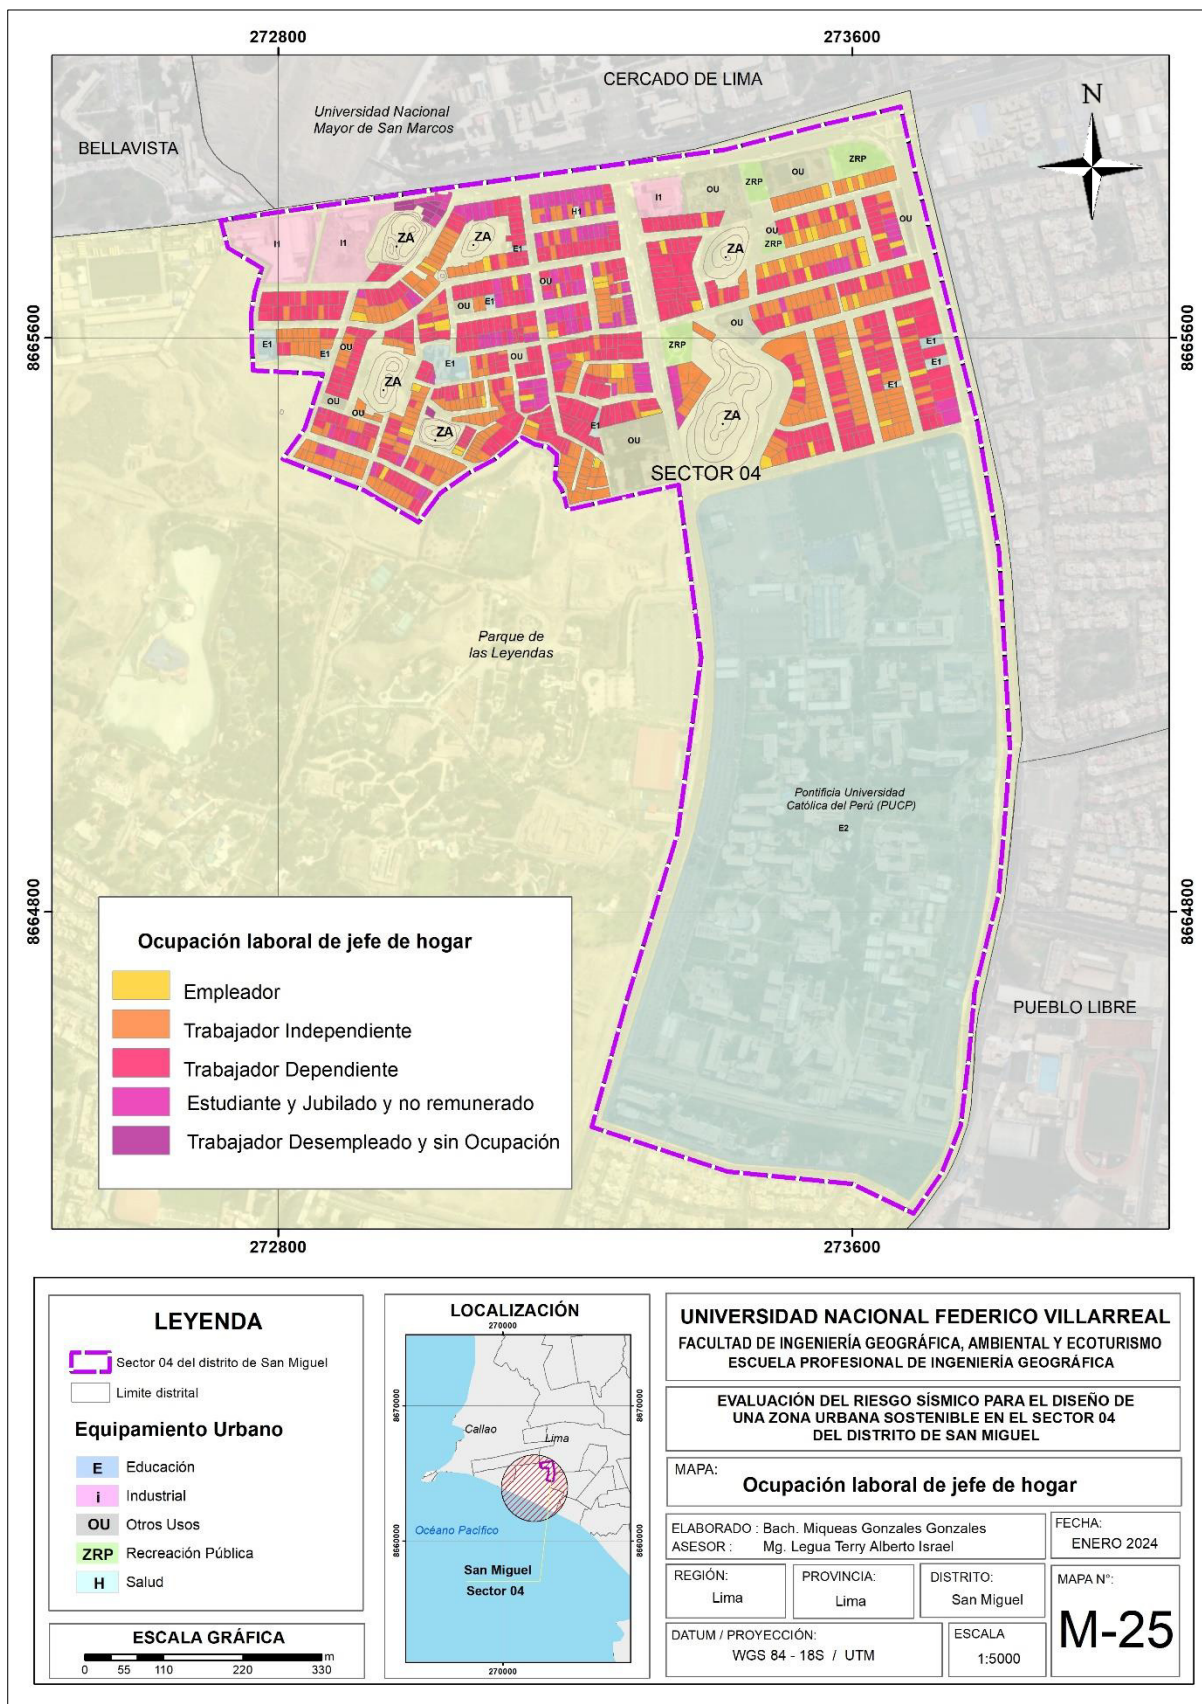 272800
273600
CERCADO DE LIMA
Universidad Nacional
Mayor de San Marcos
BELLAVISTA
N
ZRP
OU
OU
ZRP
I1
H1
OU
OU
ZRP
I1
I1
ZA
ZA
E1
ZA
OU
OU
E1
8665600
8665600
OU
E1
E1
OU
ZRP
E1
E1
OU
E1
E1
ZA
OU
OU
ZA
E1
OU
ZA
SECTOR 04
Parque de
las Leyendas
Pontificia Universidad
Católica del Perú (PUCP)
E2
8664800
8664800
PUEBLO LIBRE
Ocupación laboral de jefe de hogar
Empleador
Trabajador Independiente
Trabajador Dependiente
Estudiante y Jubilado y no remunerado
Trabajador Desempleado y sin Ocupación
272800
273600
LEYENDA
Sector 04 del distrito de San Miguel
Limite distrital
Equipamiento Urbano
E Educación
i Industrial
OU Otros Usos
ZRP Recreación Pública
H Salud
ESCALA GRÁFICA
m
0 55 110 220 330
LOCALIZACIÓN
270000
8670000
8670000
Callao
Lima
Océano Pacífico
8660000
8660000
San Miguel
Sector 04
270000
UNIVERSIDAD NACIONAL FEDERICO VILLARREAL
FACULTAD DE INGENIERÍA GEOGRÁFICA, AMBIENTAL Y ECOTURISMO
ESCUELA PROFESIONAL DE INGENIERÍA GEOGRÁFICA
EVALUACIÓN DEL RIESGO SÍSMICO PARA EL DISEÑO DE
UNA ZONA URBANA SOSTENIBLE EN EL SECTOR 04
DEL DISTRITO DE SAN MIGUEL
MAPA:
Ocupación laboral de jefe de hogar
ELABORADO : Bach. Miqueas Gonzales Gonzales
ASESOR : Mg. Legua Terry Alberto Israel
FECHA:
ENERO 2024
REGIÓN:
Lima
PROVINCIA:
Lima
DISTRITO:
San Miguel
MAPA N°:
M-25
DATUM / PROYECCIÓN:
WGS 84 - 18S / UTM
ESCALA
1:5000